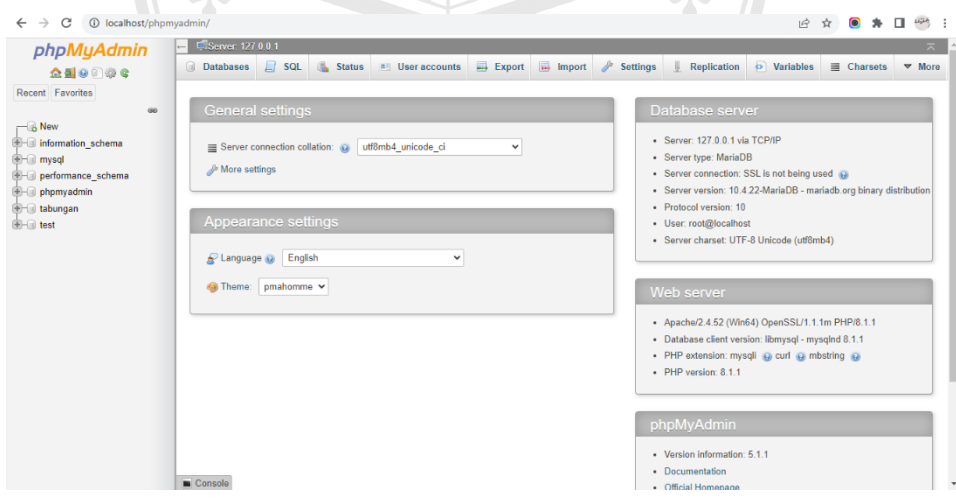 localhost/phpmyadmin/
phpMyAdmin
Recent Favorites
New
information_schema
mysql
performance_schema
phpmyadmin
tabungan
test
Server: 127.0.0.1
Databases SQL Status User accounts Export Import Settings Replication Variables Charsets More
General settings
Server connection collation: utf8mb4_unicode_ci
More settings
Appearance settings
Language English
Theme: pmahomme
Database server
Server: 127.0.0.1 via TCP/IP
Server type: MariaDB
Server connection: SSL is not being used
Server version: 10.4.22-MariaDB - mariadb.org binary distribution
Protocol version: 10
User: root@localhost
Server charset: UTF-8 Unicode (utf8mb4)
Web server
Apache/2.4.52 (Win64) OpenSSL/1.1.1m PHP/8.1.1
Database client version: libmysql - mysqlnd 8.1.1
PHP extension: mysqli curl mbstring
PHP version: 8.1.1
phpMyAdmin
Version information: 5.1.1
Documentation
Official Homepage
Console